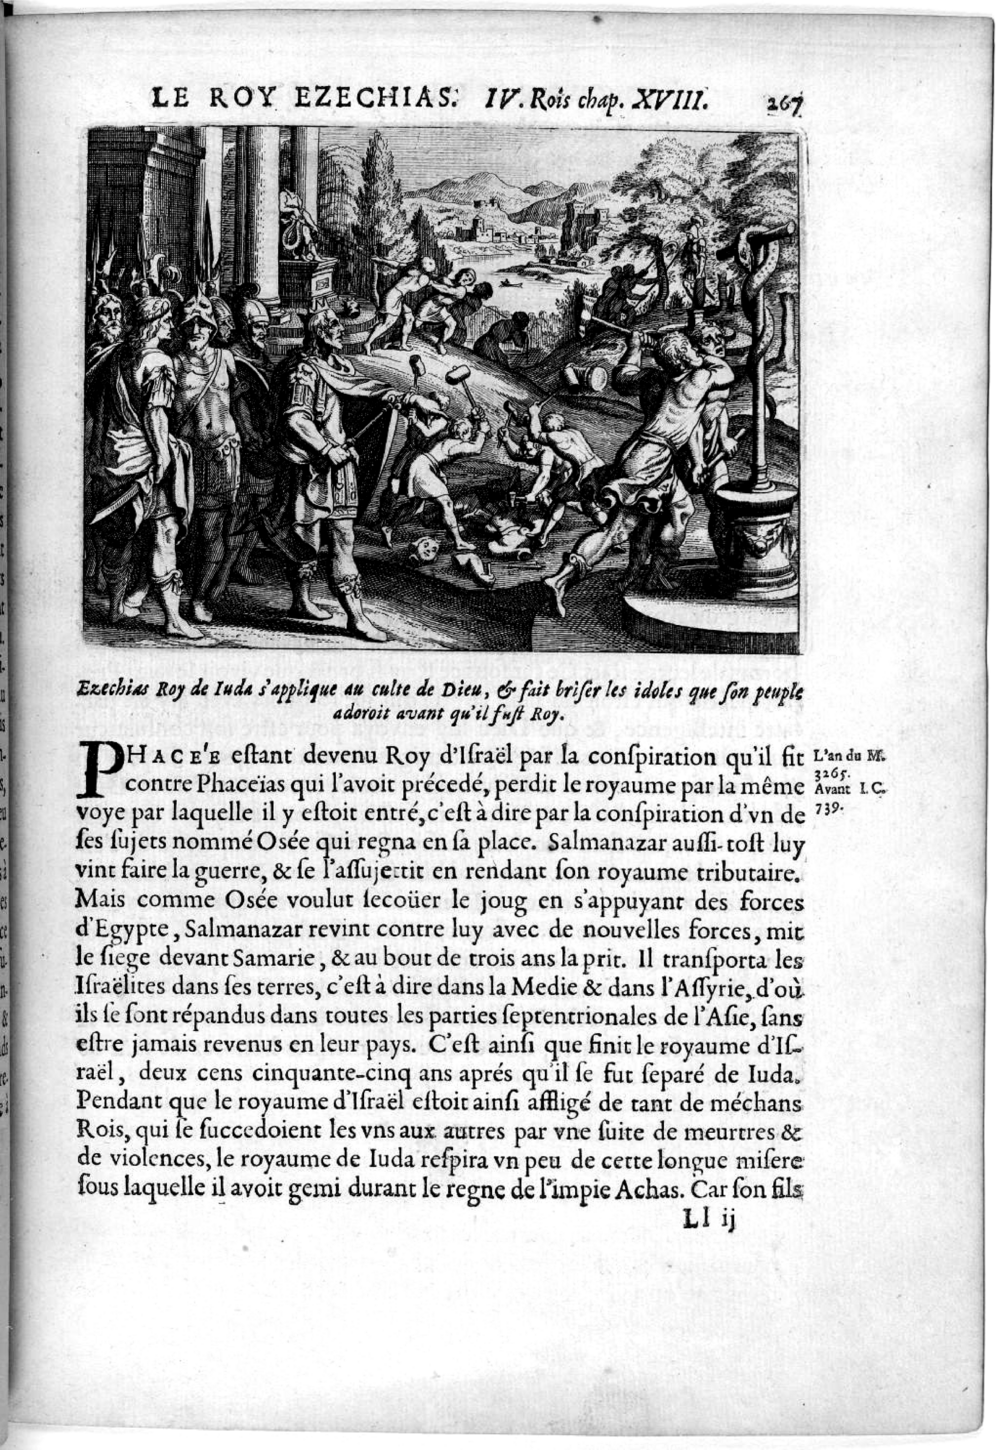 LE ROY EZECHIAS. IV. Rois chap. XVIII. 267
Ezechias Roy de Iuda s'applique au culte de Dieu, & fait briſer les idoles que ſon peuple
adoroit avant qu'il fuſt Roy.
PHACE'E eſtant devenu Roy d'Iſraël par la conſpiration qu'il fit
contre Phaceïas qui l'avoit précedé, perdit le royaume par la même
voye par laquelle il y eſtoit entré, c'eſt à dire par la conſpiration d'vn de
ſes ſujets nommé Osée qui regna en ſa place. Salmanazar auſſi-toſt luy
vint faire la guerre, & ſe l'aſſujettit en rendant ſon royaume tributaire.
Mais comme Osée voulut ſecoüer le joug en s'appuyant des forces
d'Egypte, Salmanazar revint contre luy avec de nouvelles forces, mit
le ſiege devant Samarie, & au bout de trois ans la prit. Il tranſporta les
Iſraëlites dans ſes terres, c'eſt à dire dans la Medie & dans l'Aſſyrie, d'où
ils ſe ſont répandus dans toutes les parties ſeptentrionales de l'Aſie, ſans
eſtre jamais revenus en leur pays. C'eſt ainſi que finit le royaume d'Iſ-
raël, deux cens cinquante-cinq ans aprés qu'il ſe fut ſeparé de Iuda.
Pendant que le royaume d'Iſraël eſtoit ainſi affligé de tant de méchans
Rois, qui ſe ſuccedoient les vns aux autres par vne ſuite de meurtres &
de violences, le royaume de Iuda reſpira vn peu de cette longue miſere
ſous laquelle il avoit gemi durant le regne de l'impie Achas. Car ſon fils
L'an du M.
3265.
Avant I. C.
739.
Ll ij